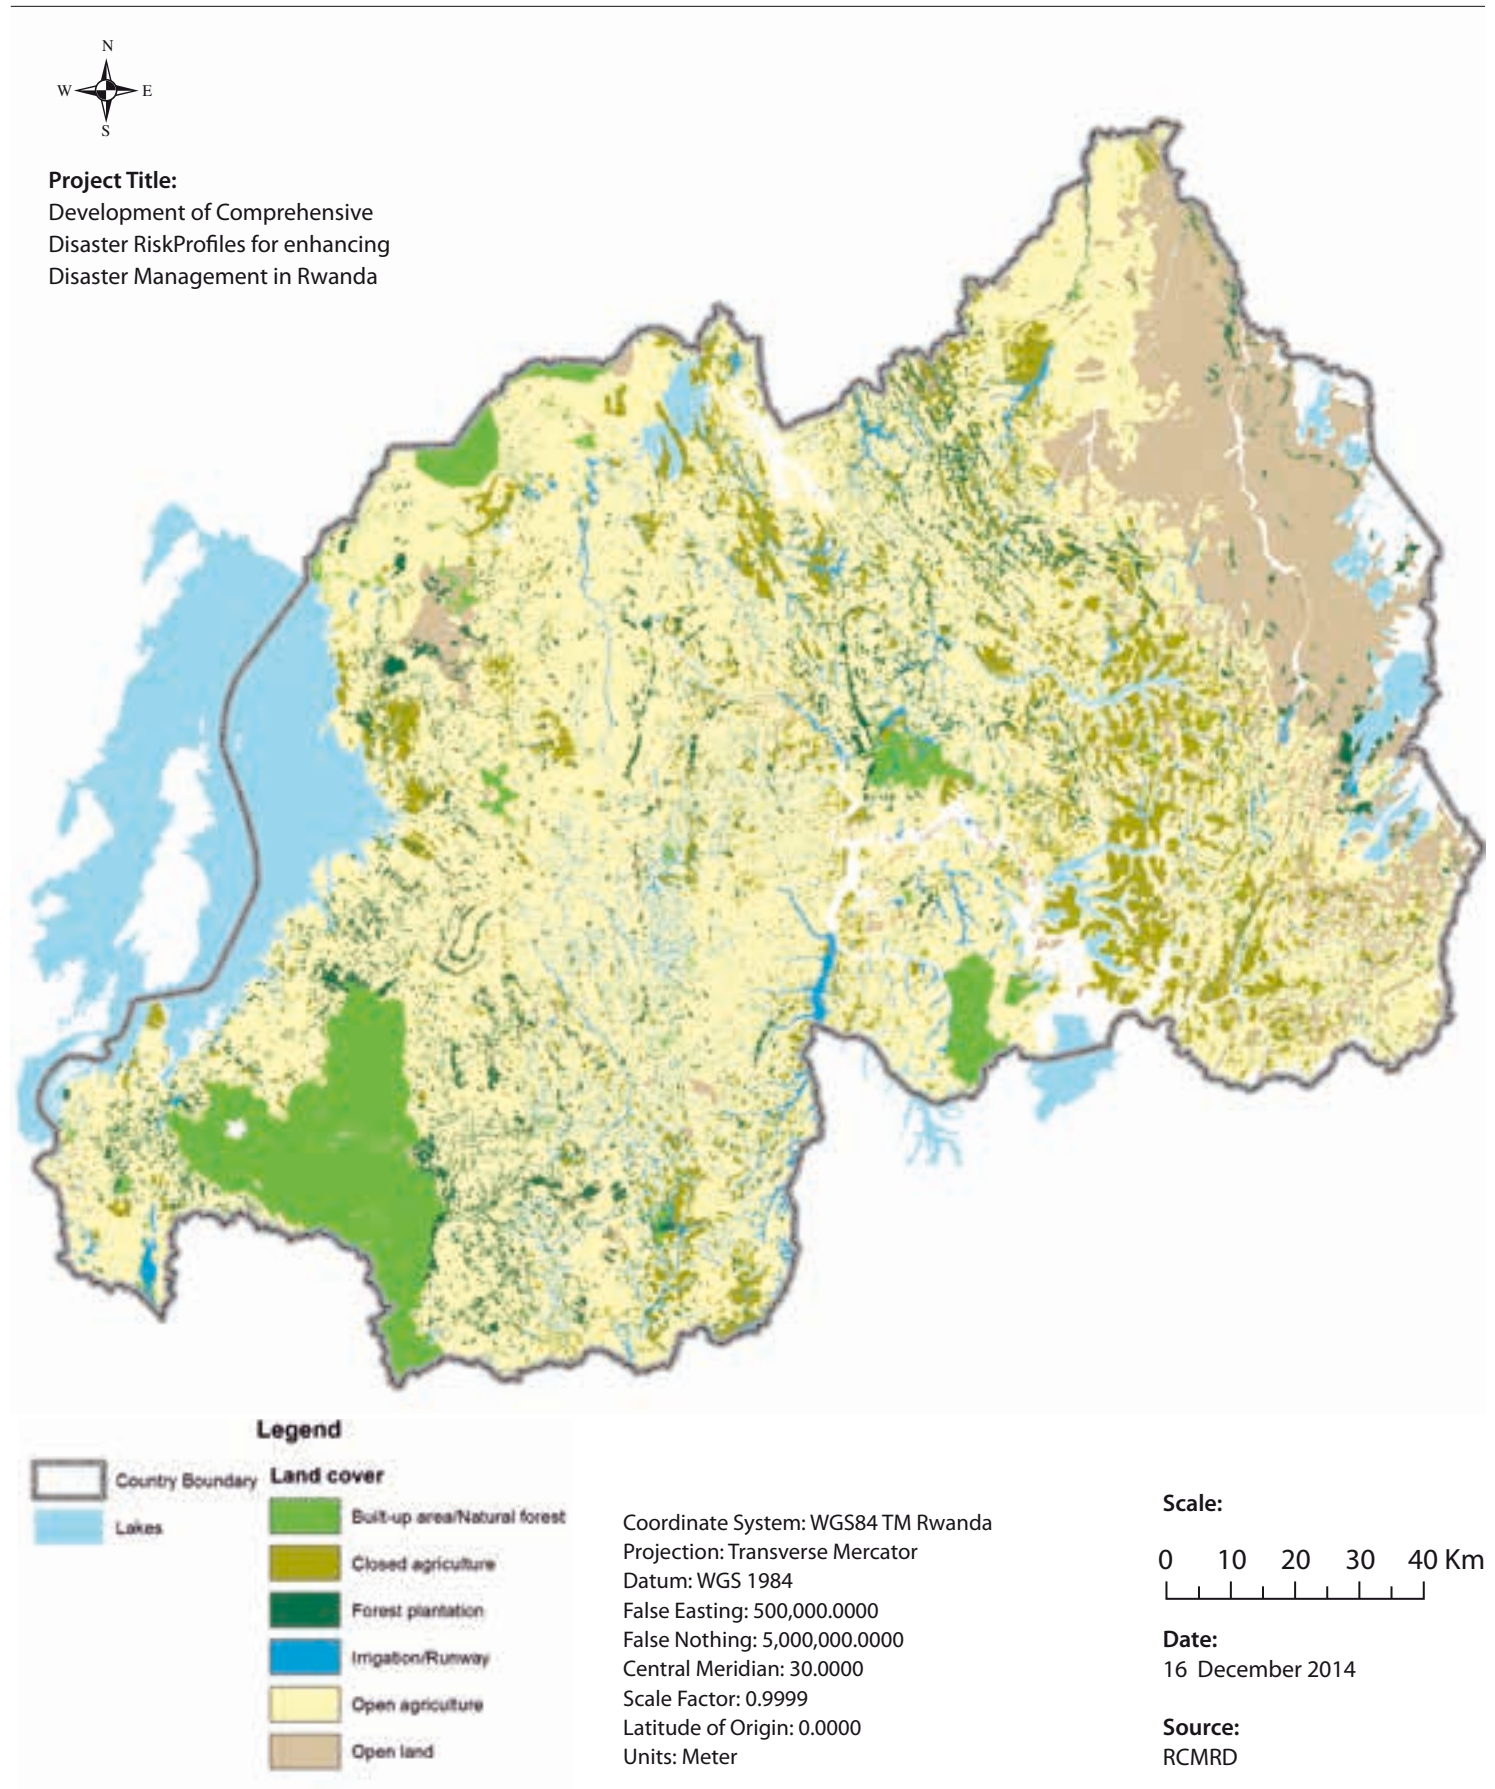 N
W E
S
Project Title:
Development of Comprehensive
Disaster RiskProfiles for enhancing
Disaster Management in Rwanda
Legend
Country Boundary
Lakes
Land cover
Built-up area/Natural forest
Closed agriculture
Forest plantation
Irrigation/Runway
Open agriculture
Open land
Coordinate System: WGS84 TM Rwanda
Projection: Transverse Mercator
Datum: WGS 1984
False Easting: 500,000.0000
False Nothing: 5,000,000.0000
Central Meridian: 30.0000
Scale Factor: 0.9999
Latitude of Origin: 0.0000
Units: Meter
Scale:
0 10 20 30 40 Km
Date:
16 December 2014
Source:
RCMRD